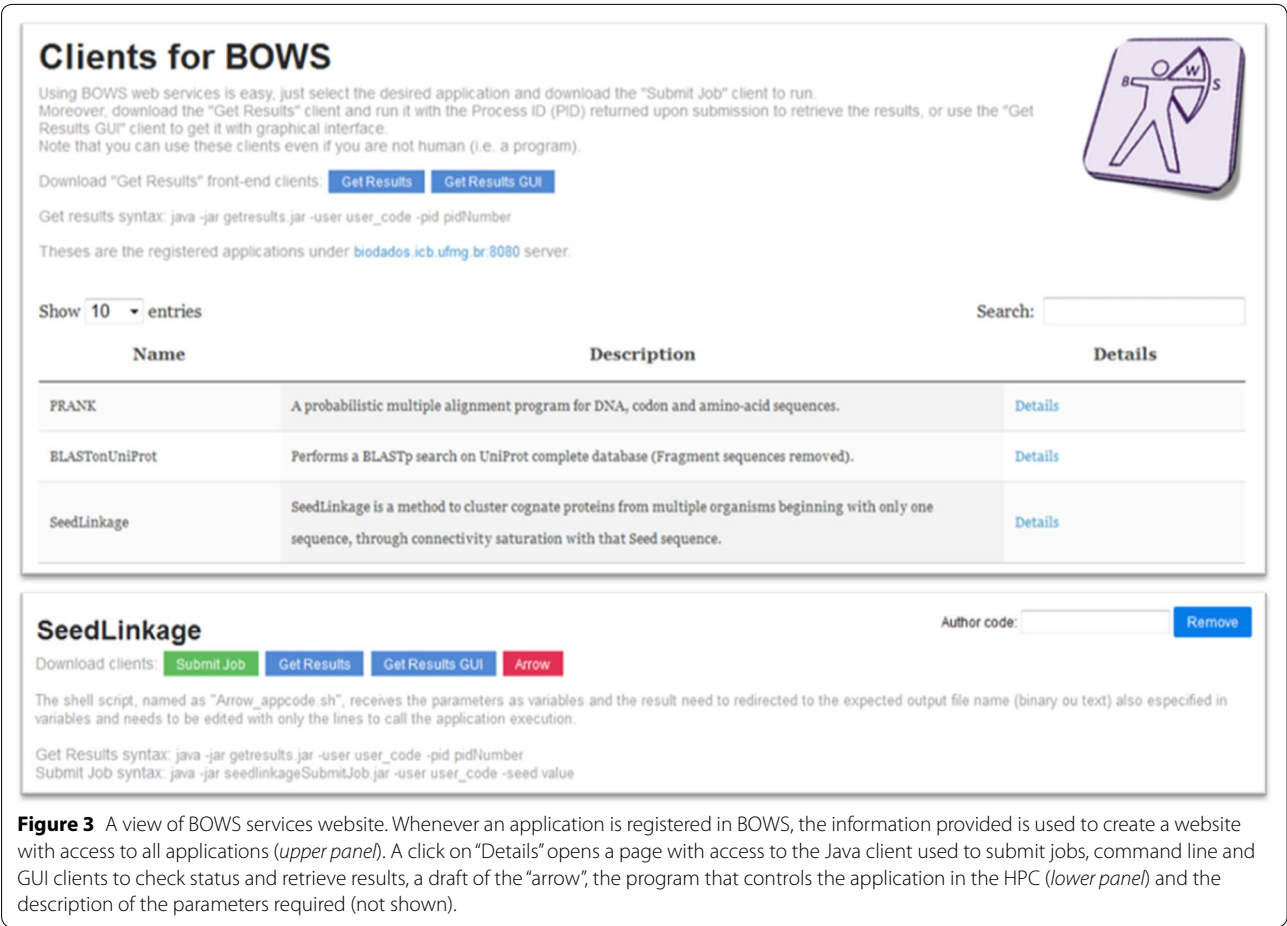 Clients for BOWS
B W S
Using BOWS web services is easy, just select the desired application and download the "Submit Job" client to run.
Moreover, download the "Get Results" client and run it with the Process ID (PID) returned upon submission to retrieve the results, or use the "Get
Results GUI" client to get it with graphical interface.
Note that you can use these clients even if you are not human (i.e. a program).
Download "Get Results" front-end clients: Get Results Get Results GUI
Get results syntax: java -jar getresults.jar -user user_code -pid pidNumber
Theses are the registered applications under biodados.icb.ufmg.br:8080 server.
Show 10 entries Search:
Name Description Details
PRANK A probabilistic multiple alignment program for DNA, codon and amino-acid sequences. Details
BLASTonUniProt Performs a BLASTp search on UniProt complete database (Fragment sequences removed). Details
SeedLinkage is a method to cluster cognate proteins from multiple organisms beginning with only one
SeedLinkage Details
sequence, through connectivity saturation with that Seed sequence.
SeedLinkage Author code: Remove
Download clients: Submit Job Get Results Get Results GUI Arrow
The shell script, named as "Arrow_appcode.sh", receives the parameters as variables and the result need to redirected to the expected output file name (binary ou text) also especified in
variables and needs to be edited with only the lines to call the application execution.
Get Results syntax: java -jar getresults.jar -user user_code -pid pidNumber
Submit Job syntax: java -jar seedlinkageSubmitJob.jar -user user_code -seed value
Figure 3 A view of BOWS services website. Whenever an application is registered in BOWS, the information provided is used to create a website
with access to all applications (upper panel). A click on "Details" opens a page with access to the Java client used to submit jobs, command line and
GUI clients to check status and retrieve results, a draft of the "arrow", the program that controls the application in the HPC (lower panel) and the
description of the parameters required (not shown).